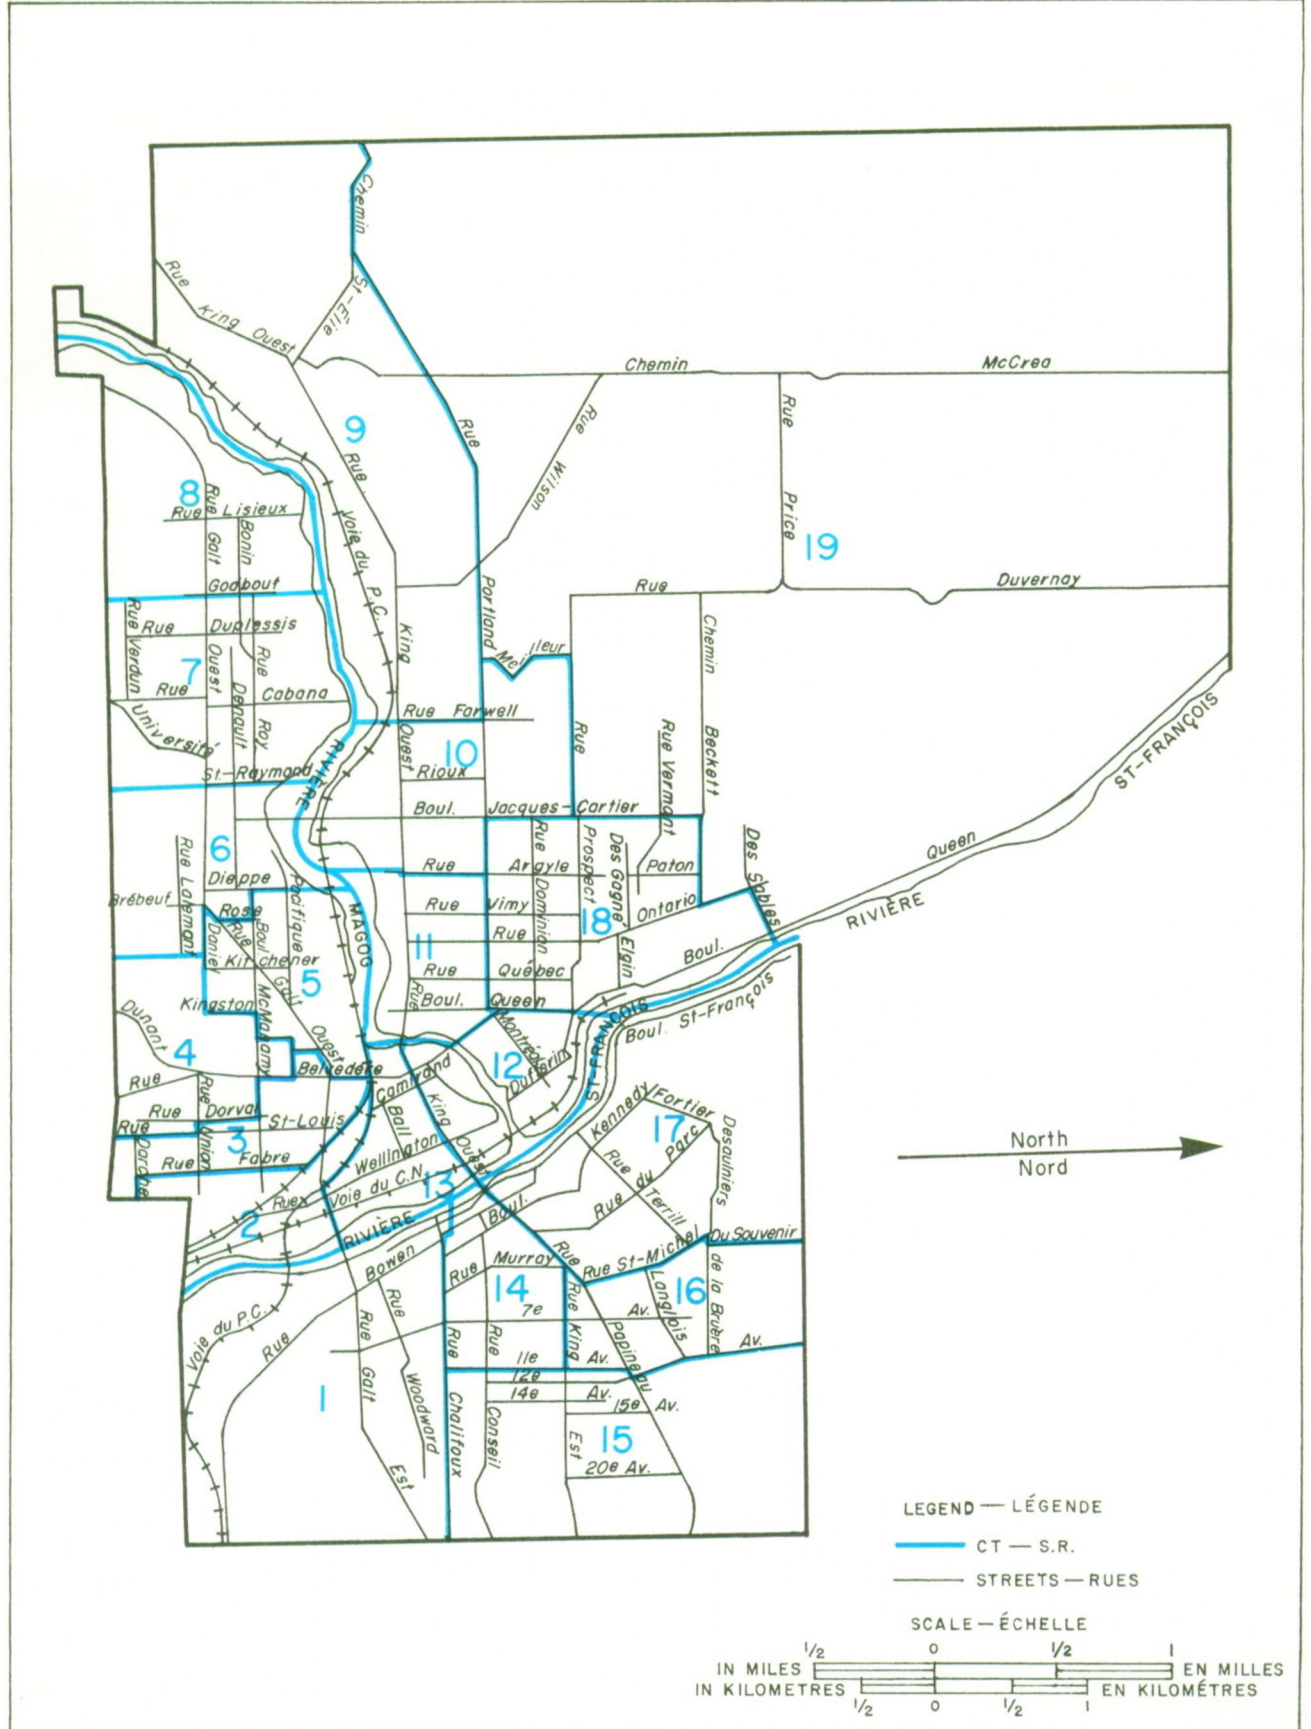 Chemin
St-Élie
Rue
King Ouest
Chemin
McCrea
Rue
Rue
Wilson
Rue
Price
9
Rue
19
8
Rue Lisieux
Rue
Galt
Bonin
Voie du P.C.
Godbout
Rue
Duvernay
Portland
Meilleur
Chemin
Beckett
Rue
Verdun
Rue Duplessis
7
Ouest
Rue
Roy
Denault
King
Rue Cabana
Université
Rue Farwell
Ouest
10
Rioux
Rue
Rue Vermont
St-Raymond
RIVIÈRE
Boul. Jacques-Cartier
ST-FRANÇOIS
Queen
RIVIÈRE
6
Rue Lalemant
Dieppe
Pacifique
Rue Argyle
Rue
Dominion
Prospect
Des Gagné
Paton
Des Sables
Brébeuf
Rose
Rue
Galt
Ouest
Boul
Daniel
MAGOG
Rue Vimy
18
Ontario
Rue
11
Elgin
Boul.
Kitchener
5
Rue Québec
Kingston
McManamy
Rue
Boul. Queen
ST-FRANÇOIS
Boul. St-François
Dunant
4
Belvédère
Camirand
Montréal
12
Dufferin
Rue
Rue Dorval
Rue
Rue
Union
St-Louis
3
Ball
King
Ouest
Kennedy
Fortier
17
Desaulniers
Rue du Parc
Rue
Terrill
North
Nord
Rue Fabre
Wellington
Voie du C.N.
13
Rue
2
RIVIÈRE
Boul.
Bowen
Rue
Murray
Rue
Rue St-Michel
Du Souvenir
14
7e
Av.
16
Langlois
de la Bruère
Voie du P.C.
Rue
Rue
Galt
Est
Rue
Woodward
Rue
Chalifoux
Rue
Conseil
Rue King
Est
11e
Av.
Av.
Papineau
12e
14e
Av.
15e Av.
15
20e Av.
1
LEGEND — LÉGENDE
CT — S.R.
STREETS — RUES
SCALE — ÉCHELLE
1/2 0 1/2 1
IN MILES EN MILLES
IN KILOMETRES EN KILOMÉTRES
1/2 0 1/2 1